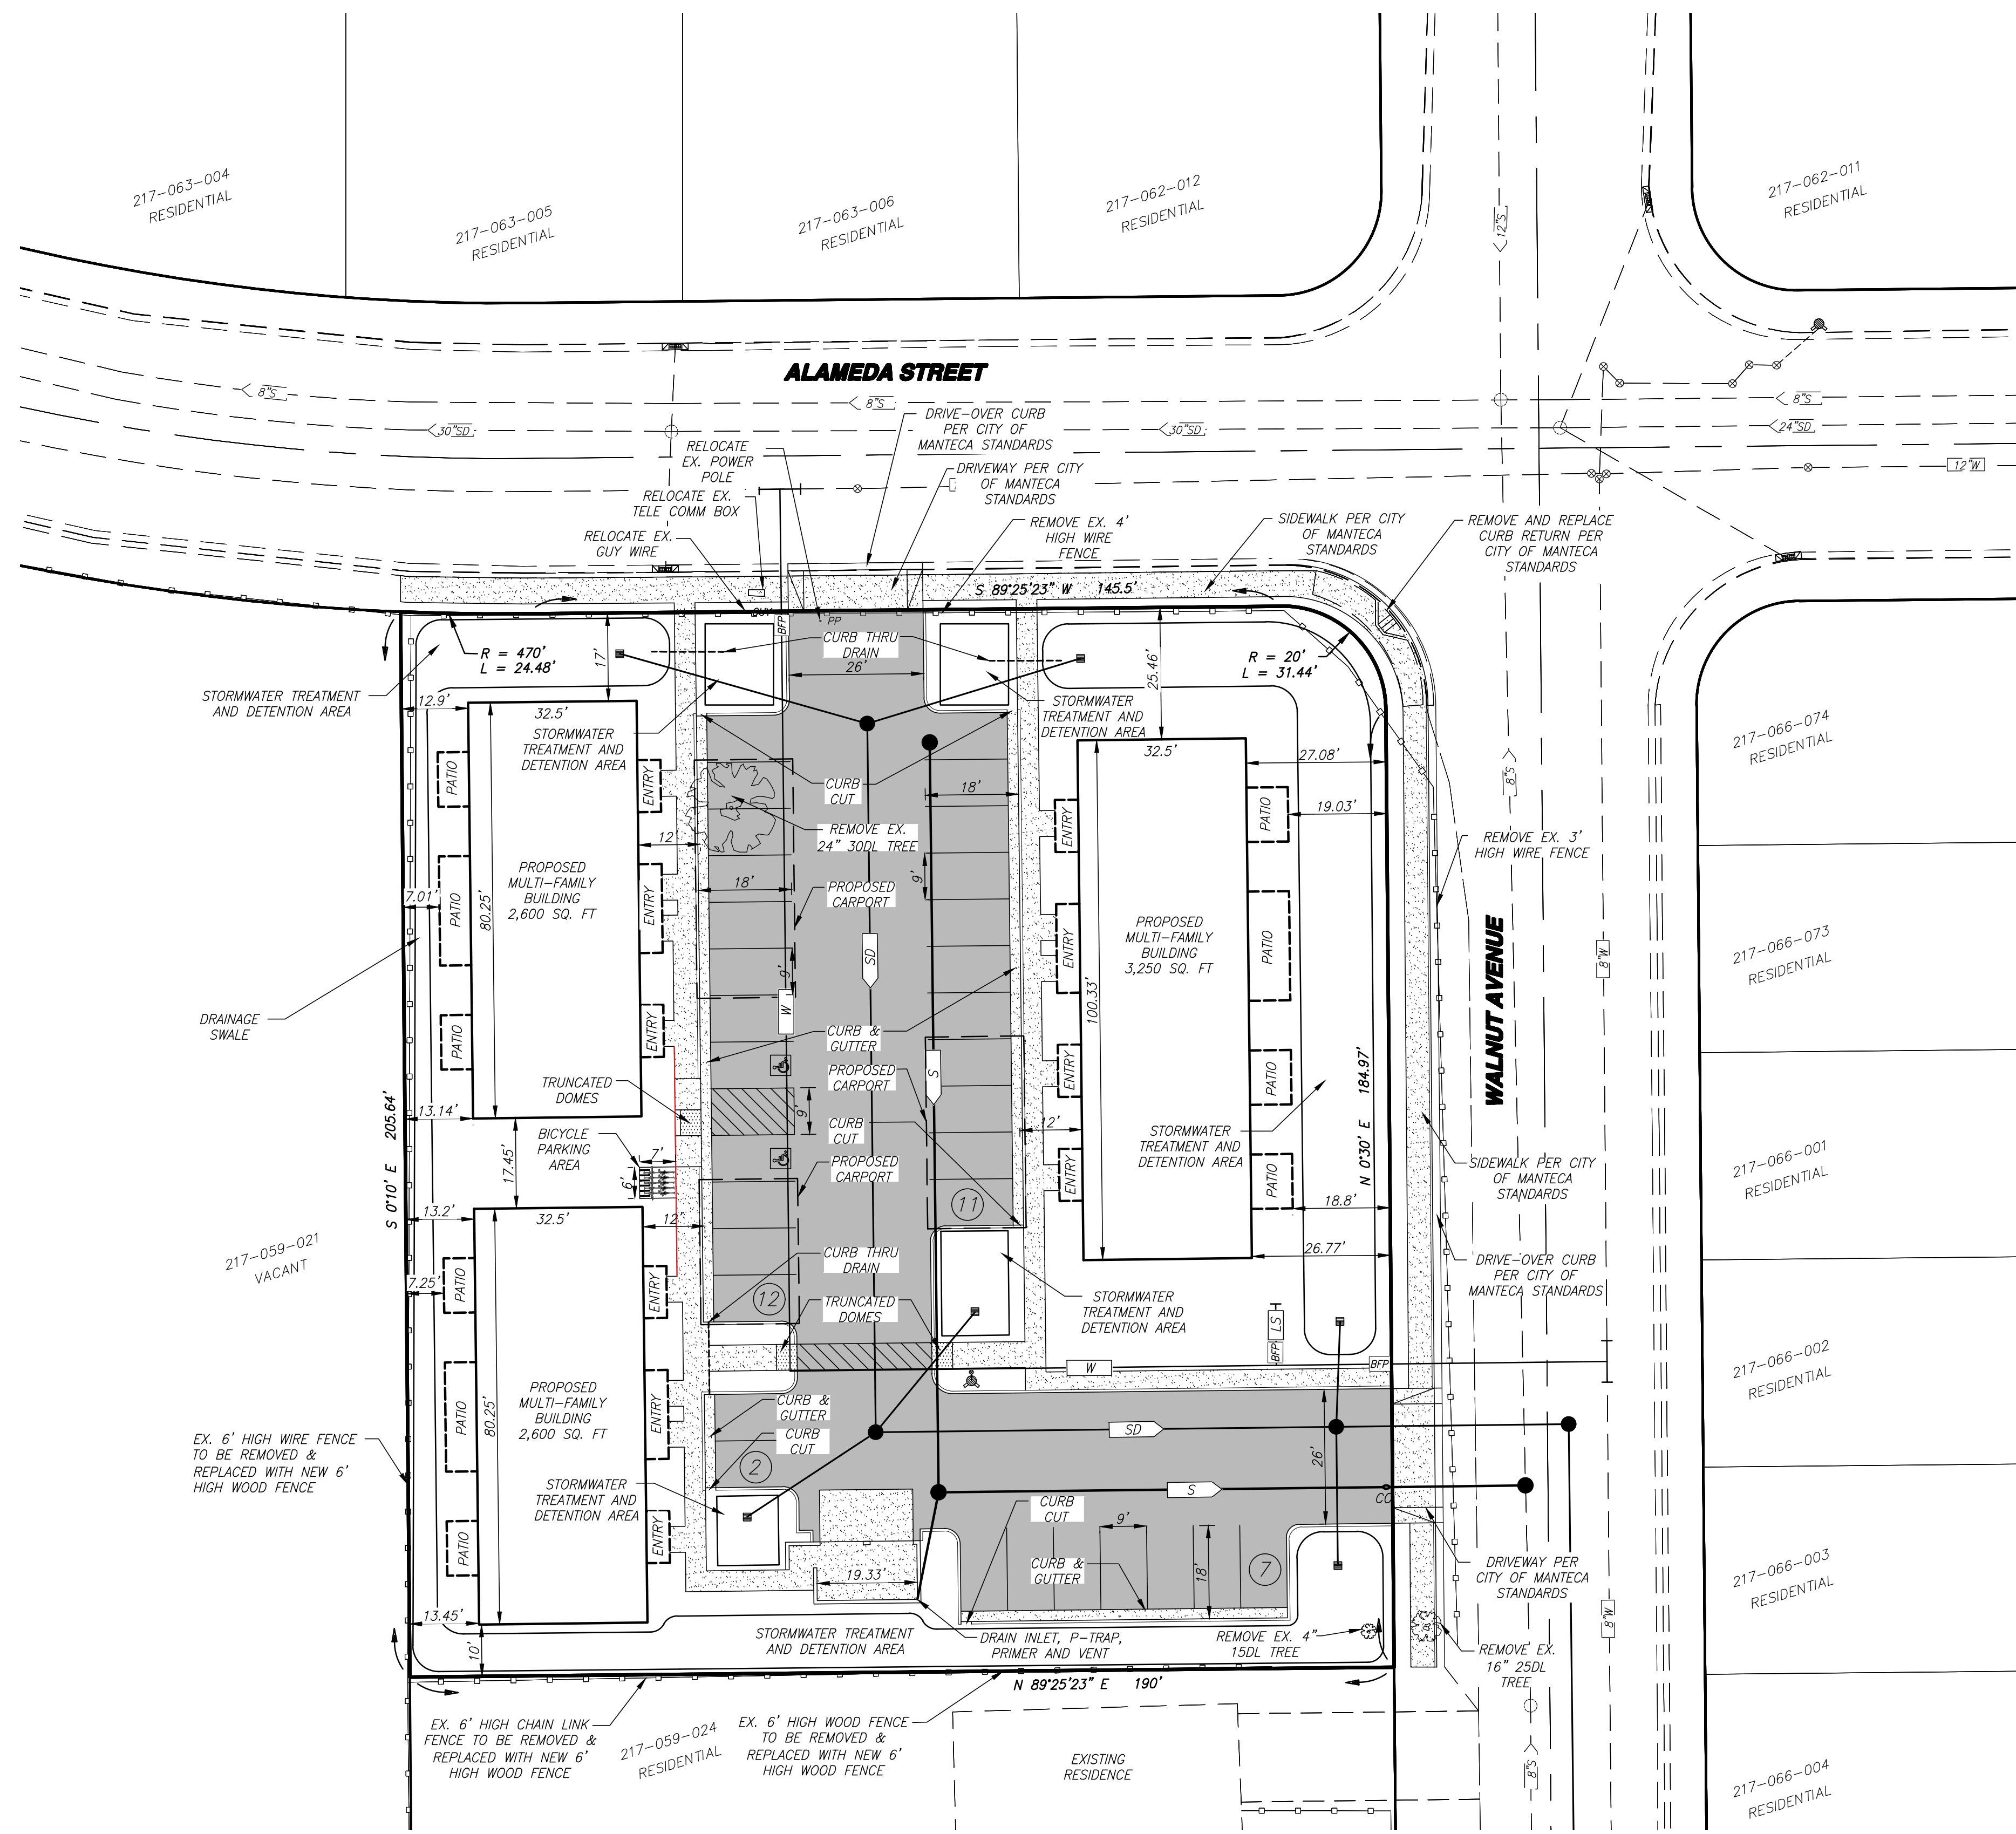 217-063-004
RESIDENTIAL
217-063-005
RESIDENTIAL
217-063-006
RESIDENTIAL
217-062-012
RESIDENTIAL
217-062-011
RESIDENTIAL
12"S
ALAMEDA STREET
8"S
8"S
8"S
30"SD
30"SD
24"SD
12"W
DRIVE-OVER CURB
PER CITY OF
MANTECA STANDARDS
RELOCATE
EX. POWER
POLE
DRIVEWAY PER CITY
OF MANTECA
STANDARDS
RELOCATE EX.
TELE COMM BOX
RELOCATE EX.
GUY WIRE
REMOVE EX. 4'
HIGH WIRE
FENCE
SIDEWALK PER CITY
OF MANTECA
STANDARDS
REMOVE AND REPLACE
CURB RETURN PER
CITY OF MANTECA
STANDARDS
S 89°25'23" W 145.5'
GUY
BFP
PP
CURB THRU
DRAIN
26'
R = 470'
L = 24.48'
17'
25.46'
R = 20'
L = 31.44'
STORMWATER TREATMENT
AND DETENTION AREA
12.9'
32.5'
STORMWATER
TREATMENT AND
DETENTION AREA
STORMWATER
TREATMENT AND
DETENTION AREA
32.5'
27.08'
217-066-074
RESIDENTIAL
8"S
PATIO
ENTRY
CURB
CUT
18'
19.03'
PATIO
ENTRY
REMOVE EX.
24" 30DL TREE
12'
REMOVE EX. 3'
HIGH WIRE FENCE
PROPOSED
MULTI-FAMILY
BUILDING
2,600 SQ. FT
80.25'
7.01'
PATIO
ENTRY
18'
PROPOSED
CARPORT
9'
PROPOSED
MULTI-FAMILY
BUILDING
3,250 SQ. FT
100.33'
ENTRY
PATIO
WALNUT AVENUE
217-066-073
RESIDENTIAL
8"W
SD
9'
W
DRAINAGE
SWALE
PATIO
ENTRY
CURB &
GUTTER
PROPOSED
CARPORT
S
ENTRY
PATIO
N 0°30' E 184.97'
TRUNCATED
DOMES
S 0°10' E 205.64'
13.14'
9'
CURB
CUT
12'
BICYCLE
PARKING
AREA
17.45'
7'
6'
PROPOSED
CARPORT
STORMWATER
TREATMENT AND
DETENTION AREA
ENTRY
PATIO
SIDEWALK PER CITY
OF MANTECA
STANDARDS
217-066-001
RESIDENTIAL
13.2'
32.5'
12'
11
18.8'
217-059-021
VACANT
CURB THRU
DRAIN
26.77'
DRIVE-OVER CURB
PER CITY OF
MANTECA STANDARDS
7.25'
PATIO
ENTRY
12
TRUNCATED
DOMES
STORMWATER
TREATMENT AND
DETENTION AREA
LS
BFP
BFP
W
217-066-002
RESIDENTIAL
PROPOSED
MULTI-FAMILY
BUILDING
2,600 SQ. FT
80.25'
PATIO
ENTRY
CURB &
GUTTER
CURB
CUT
SD
26'
EX. 6' HIGH WIRE FENCE
TO BE REMOVED &
REPLACED WITH NEW 6'
HIGH WOOD FENCE
2
STORMWATER
TREATMENT AND
DETENTION AREA
S
CO
CURB
CUT
9'
PATIO
ENTRY
CURB &
GUTTER
18'
7
19.33'
DRIVEWAY PER
CITY OF MANTECA
STANDARDS
217-066-003
RESIDENTIAL
8"W
13.45'
10'
STORMWATER TREATMENT
AND DETENTION AREA
DRAIN INLET, P-TRAP,
PRIMER AND VENT
REMOVE EX. 4"
15DL TREE
REMOVE EX.
16" 25DL
TREE
N 89°25'23" E 190'
EX. 6' HIGH CHAIN LINK
FENCE TO BE REMOVED &
REPLACED WITH NEW 6'
HIGH WOOD FENCE
217-059-024
RESIDENTIAL
EX. 6' HIGH WOOD FENCE
TO BE REMOVED &
REPLACED WITH NEW 6'
HIGH WOOD FENCE
EXISTING
RESIDENCE
8"S
217-066-004
RESIDENTIAL